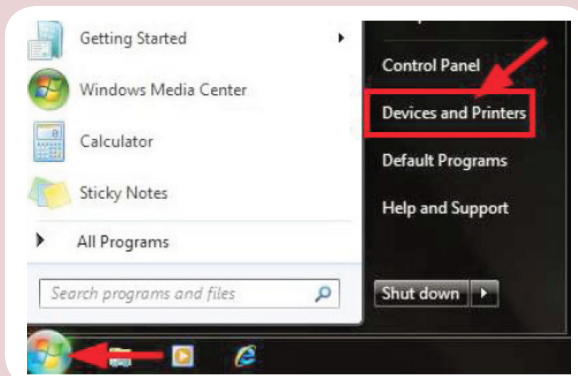 Getting Started
Windows Media Center
Calculator
Sticky Notes
All Programs
Search programs and files
Control Panel
Devices and Printers
Default Programs
Help and Support
Shut down